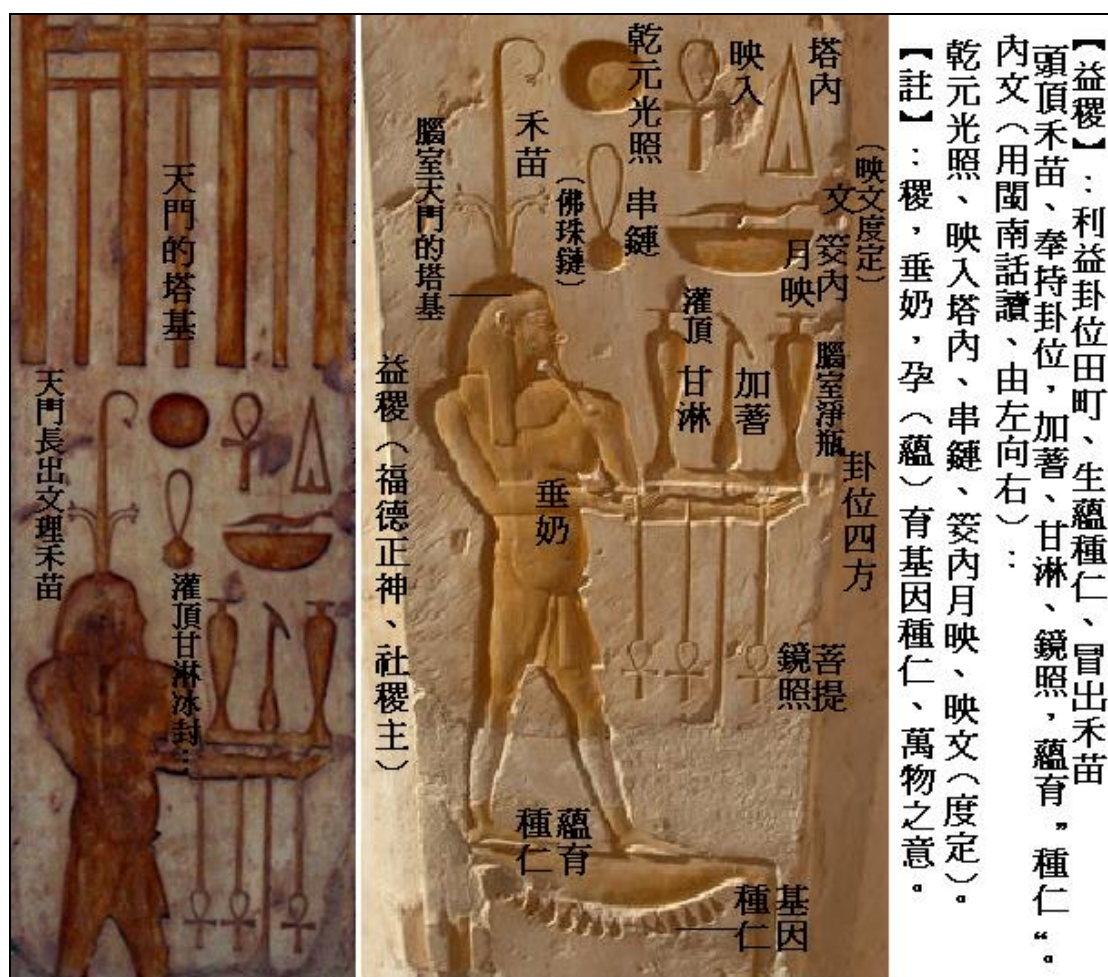 【益稷】：利益卦位田町、生蘊種仁、冒出禾苗
頭頂禾苗、奉持卦位，加蓍、甘淋、鏡照，蘊育〞種仁〝。
內文（用閩南話讀、由左向右）：
乾元光照、映入塔內、串鏈、筊內月映、映文（度定）。
【註】：稷，垂奶，孕（蘊）有基因種仁、萬物之意。
塔內
映入
乾元光照
禾苗
腦室天門的塔基
（佛珠鏈）
串鏈
（映文度定）
文
筊內
月映
灌頂
甘淋
加蓍
腦室淨瓶
卦位四方
垂奶
益稷（福德正神、社稷主）
菩提
鏡照
蘊育
種仁
基因
種仁
天門的塔基
天門長出文理禾苗
灌頂甘淋冰封…